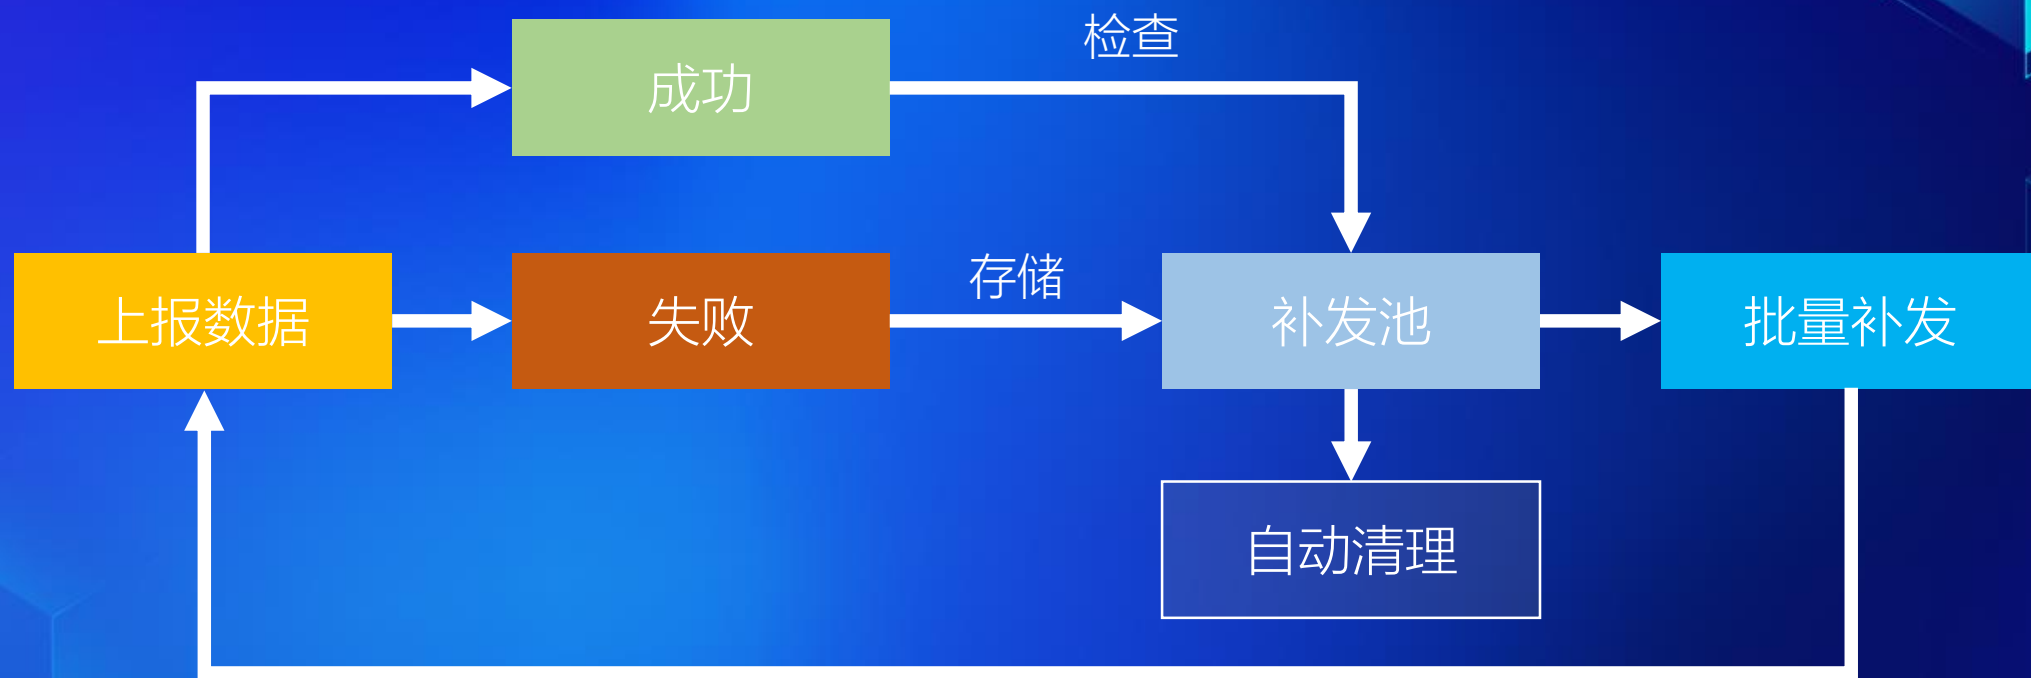 检查
成功
存储
上报数据
失败
补发池
批量补发
自动清理